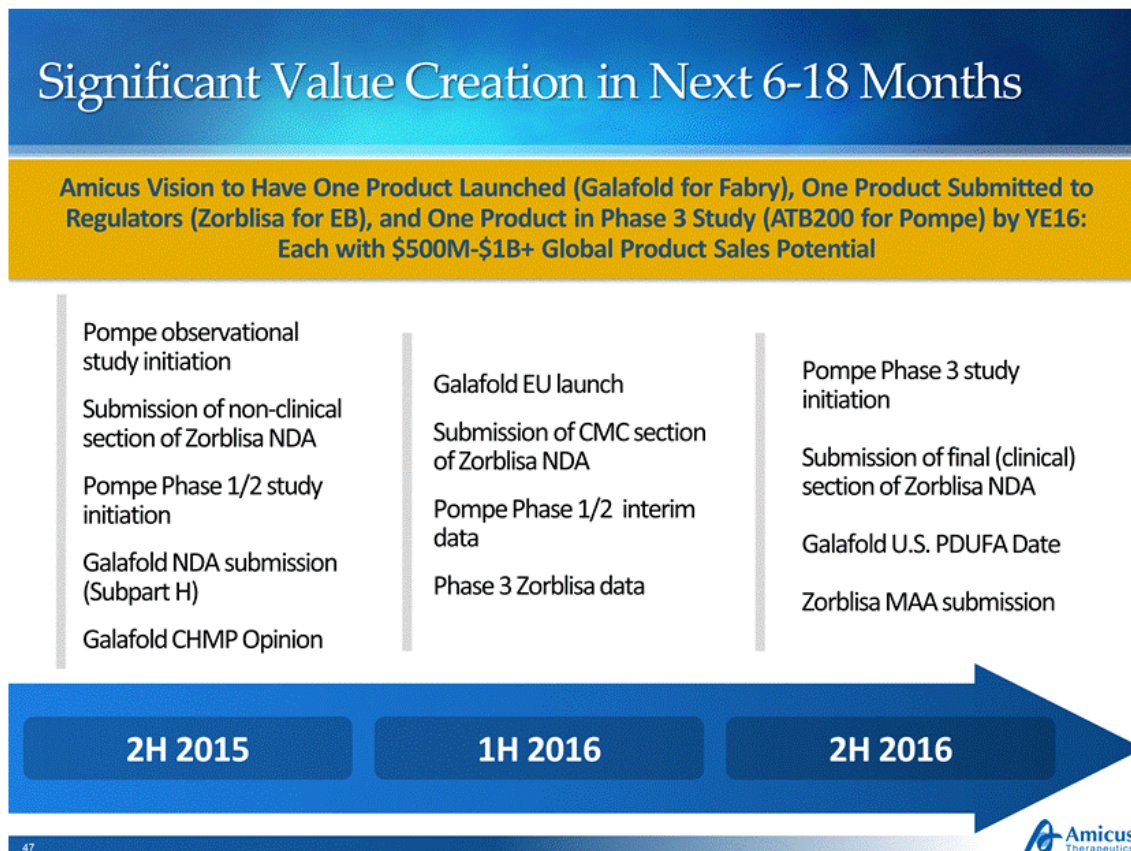 Significant Value Creation in Next 6-18 Months
Amicus Vision to Have One Product Launched (Galafold for Fabry), One Product Submitted to
Regulators (Zorblisa for EB), and One Product in Phase 3 Study (ATB200 for Pompe) by YE16:
Each with $500M-$1B+ Global Product Sales Potential
Pompe observational
study initiation
Submission of non-clinical
section of Zorblisa NDA
Pompe Phase 1/2 study
initiation
Galafold NDA submission
(Subpart H)
Galafold CHMP Opinion
Galafold EU launch
Submission of CMC section
of Zorblisa NDA
Pompe Phase 1/2 interim
data
Phase 3 Zorblisa data
Pompe Phase 3 study
initiation
Submission of final (clinical)
section of Zorblisa NDA
Galafold U.S. PDUFA Date
Zorblisa MAA submission
2H 2015
1H 2016
2H 2016
47
Amicus
Therapeutics